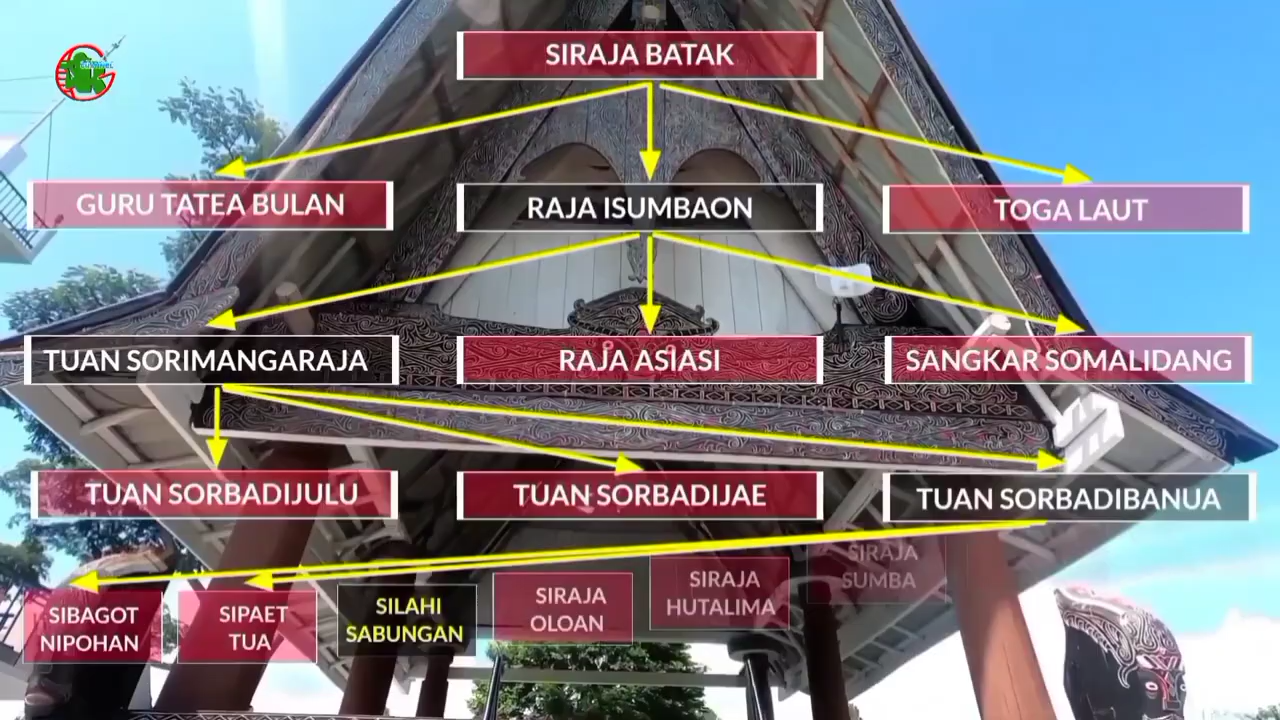 SIRAJA BATAK
GURU TATEA BULAN
RAJA ISUMBAON
TOGA LAUT
TUAN SORIMANGARAJA
RAJA ASIASI
SANGKAR SOMALIDANG
TUAN SORBADIJULU
TUAN SORBADIJAE
TUAN SORBADIBANUA
SIBAGOT
NIPOHAN
SIPAET
TUA
SILAHI
SABUNGAN
SIRAJA
OLOAN
SIRAJA
HUTALIMA
SIRAJA
SUMBA